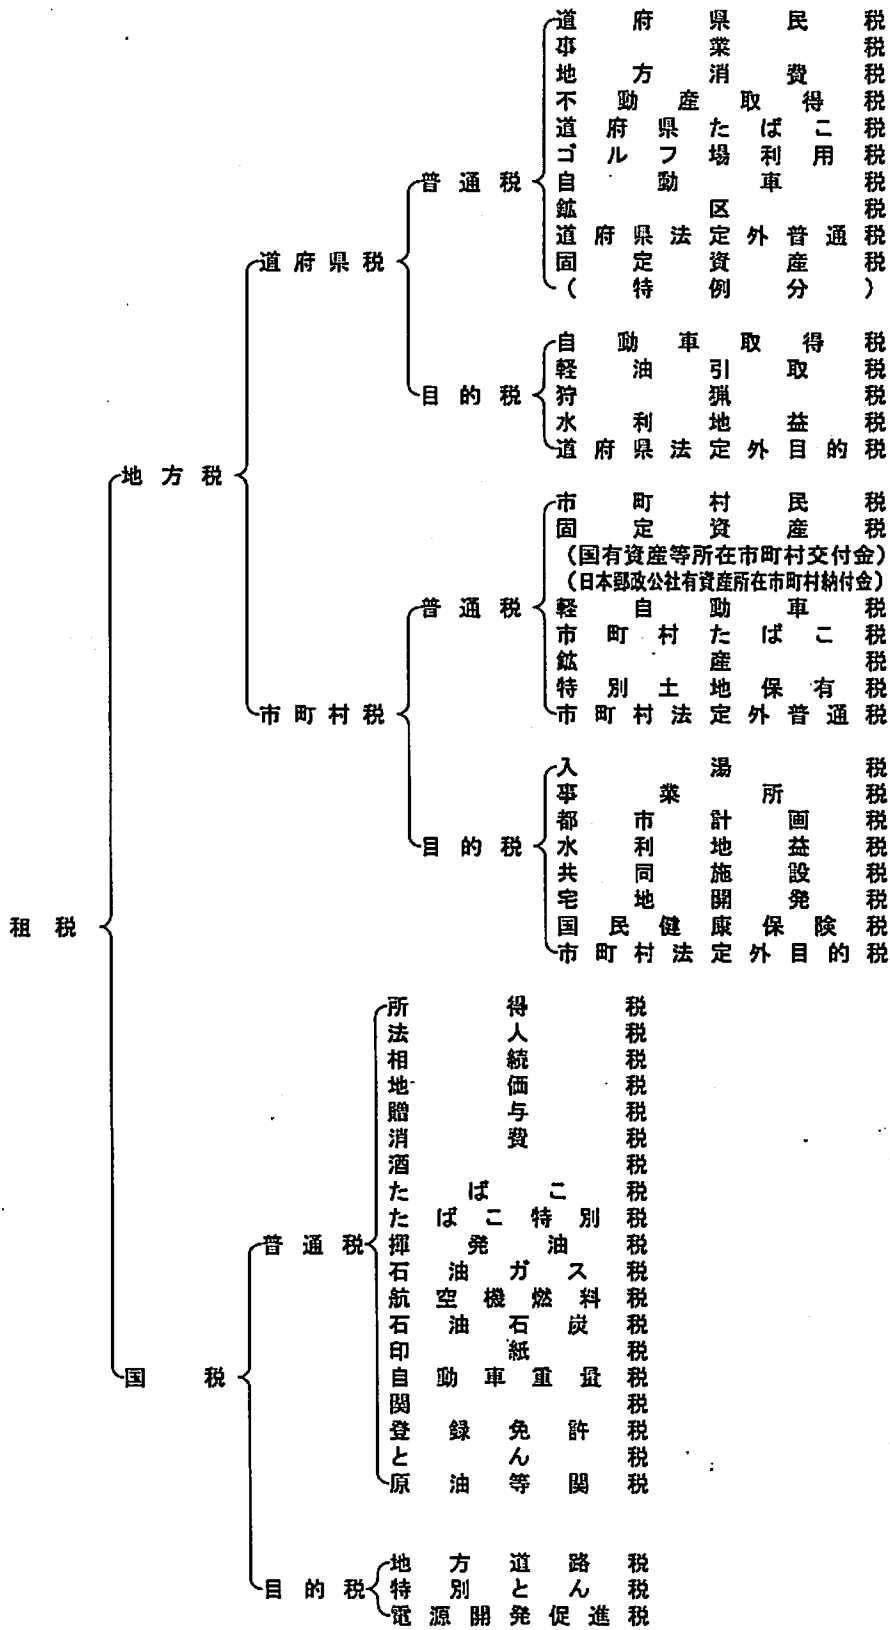 租税
地方税
道府県税
普通税
道府県民税
事業税
地方消費税
不動産取得税
道府県たばこ税
ゴルフ場利用税
自動車税
鉱区税
道府県法定外普通税
固定資産税
(特例分)
目的税
自動車取得税
軽油引取税
狩猟税
水利地益税
道府県法定外目的税
市町村税
普通税
市町村民税
固定資産税
(国有資産等所在市町村交付金)
(日本郵政公社有資産所在市町村納付金)
軽自動車税
市町村たばこ税
鉱産税
特別土地保有税
市町村法定外普通税
目的税
入湯税
事業所税
都市計画税
水利地益税
共同施設税
宅地開発税
国民健康保険税
市町村法定外目的税
国税
普通税
所得税
法人税
相続税
地価税
贈与税
消費税
酒税
たばこ税
たばこ特別税
揮発油税
石油ガス税
航空機燃料税
石油石炭税
印紙税
自動車重量税
関税
登録免許税
とん税
原油等関税
目的税
地方道路税
特別とん税
電源開発促進税